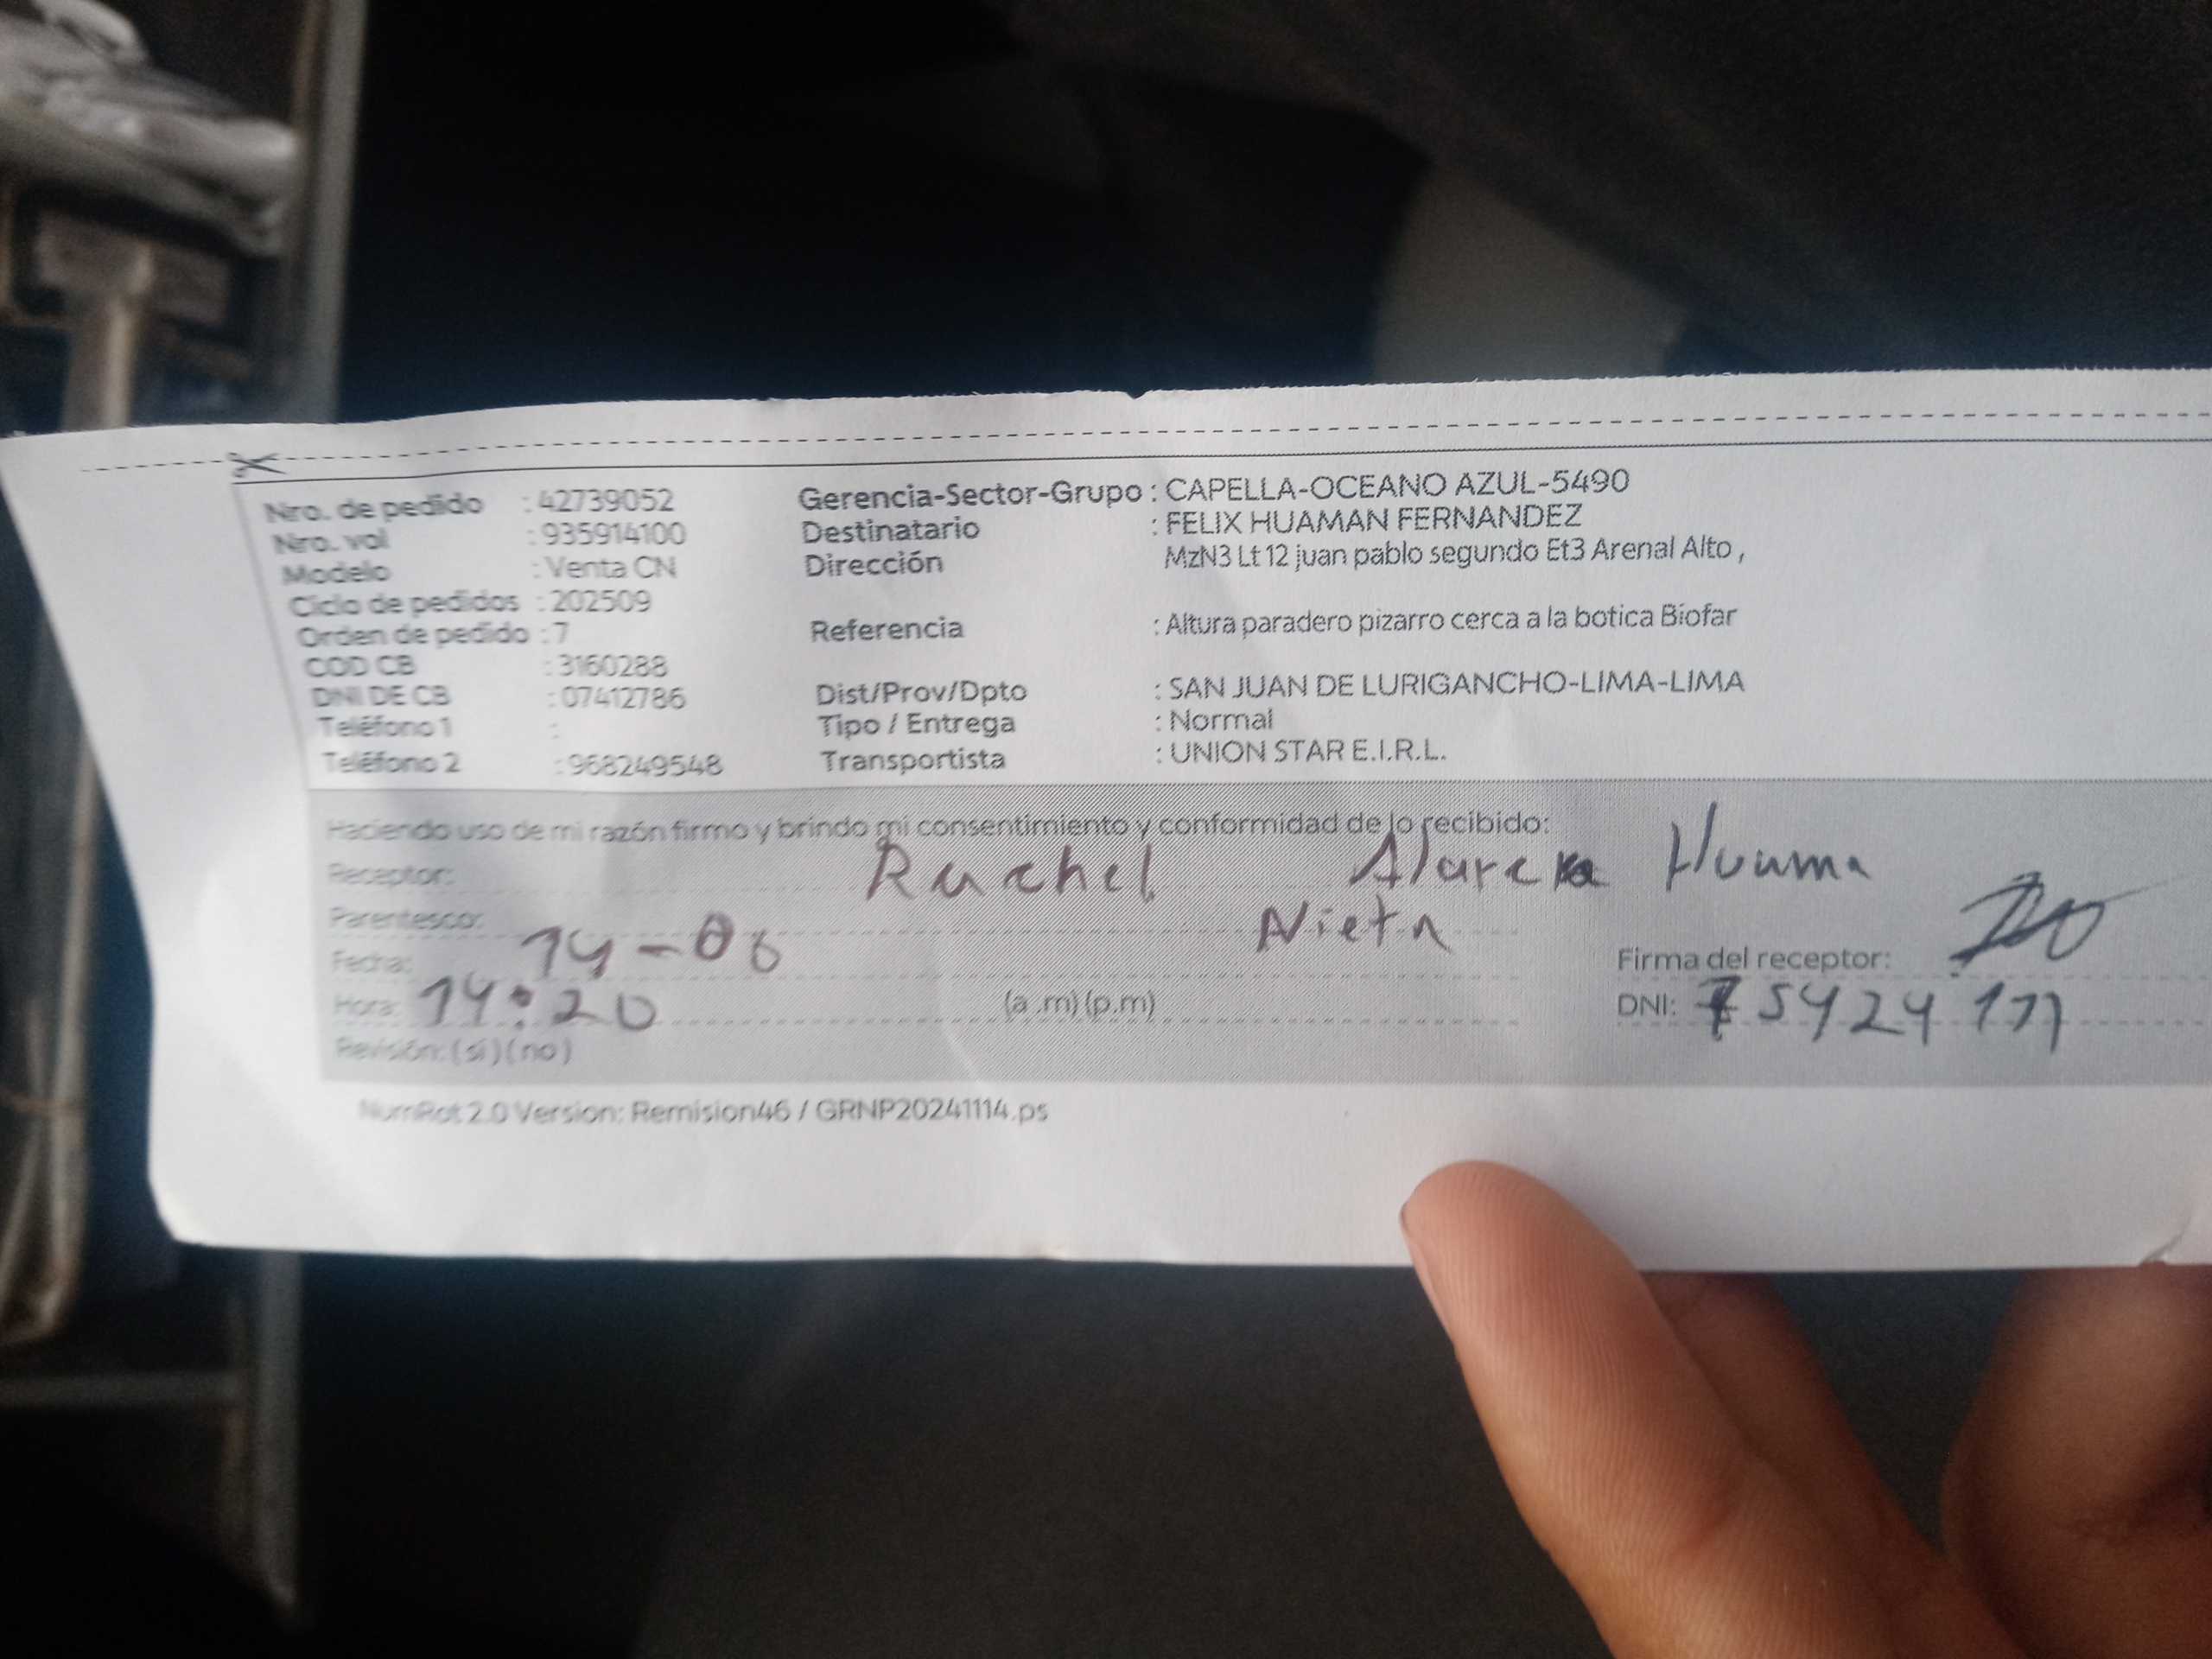 Nro. de pedido : 42739052
Nro. vol : 935914100
Modelo : Venta CN
Ciclo de pedidos : 202509
Orden de pedido : 7
COD CB : 3160288
DNI DE CB : 07412786
Teléfono 1 :
Teléfono 2 : 968249548
Gerencia-Sector-Grupo : CAPELLA-OCEANO AZUL-5490
Destinatario : FELIX HUAMAN FERNANDEZ
Dirección MzN3 Lt 12 juan pablo segundo Et3 Arenal Alto ,
Referencia : Altura paradero pizarro cerca a la botica Biofar
Dist/Prov/Dpto : SAN JUAN DE LURIGANCHO-LIMA-LIMA
Tipo / Entrega : Normal
Transportista : UNION STAR E.I.R.L.
Haciendo uso de mi razón firmo y brindo mi consentimiento y conformidad de lo recibido:
Receptor: Rachel Huama
Parentesco: Nieta
Fecha: 14-06
Hora: 14:20 (a .m) (p.m)
Revisión: (si) (no)
Firma del receptor:
DNI: 75424177
NumRot 2.0 Version: Remision46 / GRNP20241114.ps